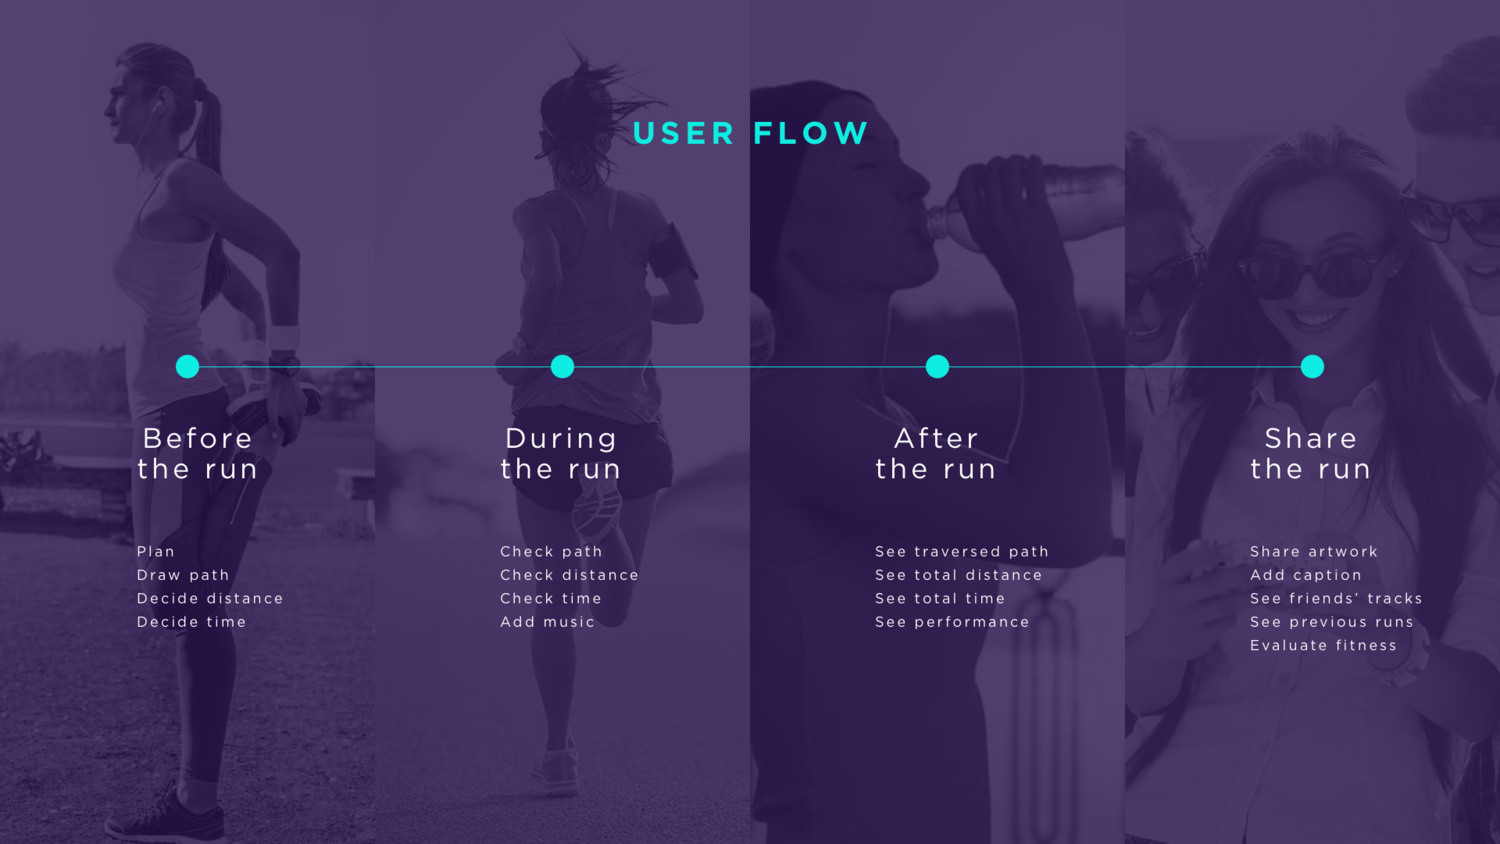 USER FLOW
Before
the run
Plan
Draw path
Decide distance
Decide time
During
the run
Check path
Check distance
Check time
Add music
After
the run
See traversed path
See total distance
See total time
See performance
Share
the run
Share artwork
Add caption
See friends’ tracks
See previous runs
Evaluate fitness